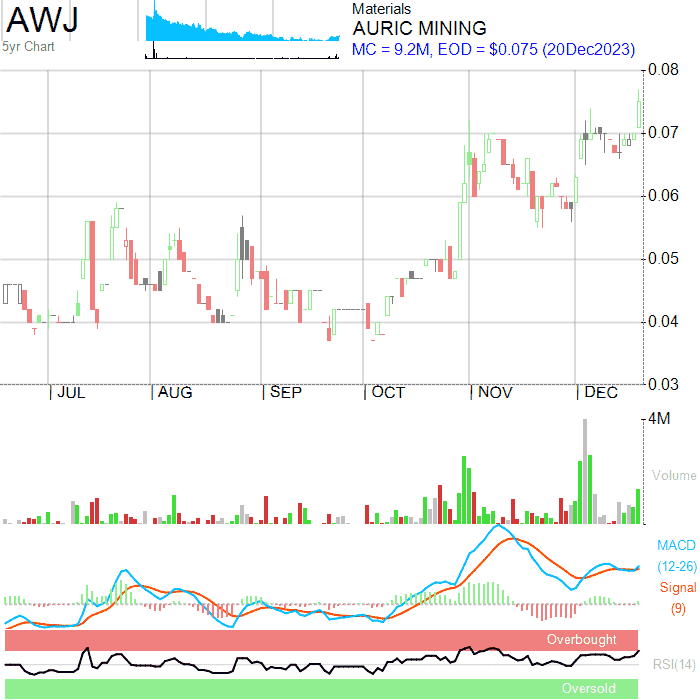 AWJ
5yr Chart
Materials
AURIC MINING
MC = 9.2M, EOD = $0.075 (20Dec2023)
0.08
0.07
0.06
0.05
0.04
0.03
JUL AUG SEP OCT NOV DEC
4M
Volume
MACD
(12-26)
Signal
(9)
Overbought
RSI(14)
Oversold